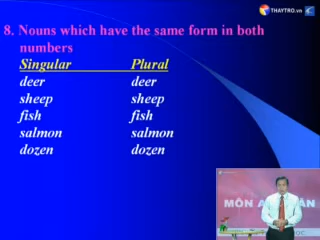 THAYTRO.vn
8. Nouns which have the same form in both
numbers
Singular Plural
deer deer
sheep sheep
fish fish
salmon salmon
dozen dozen
MÔN